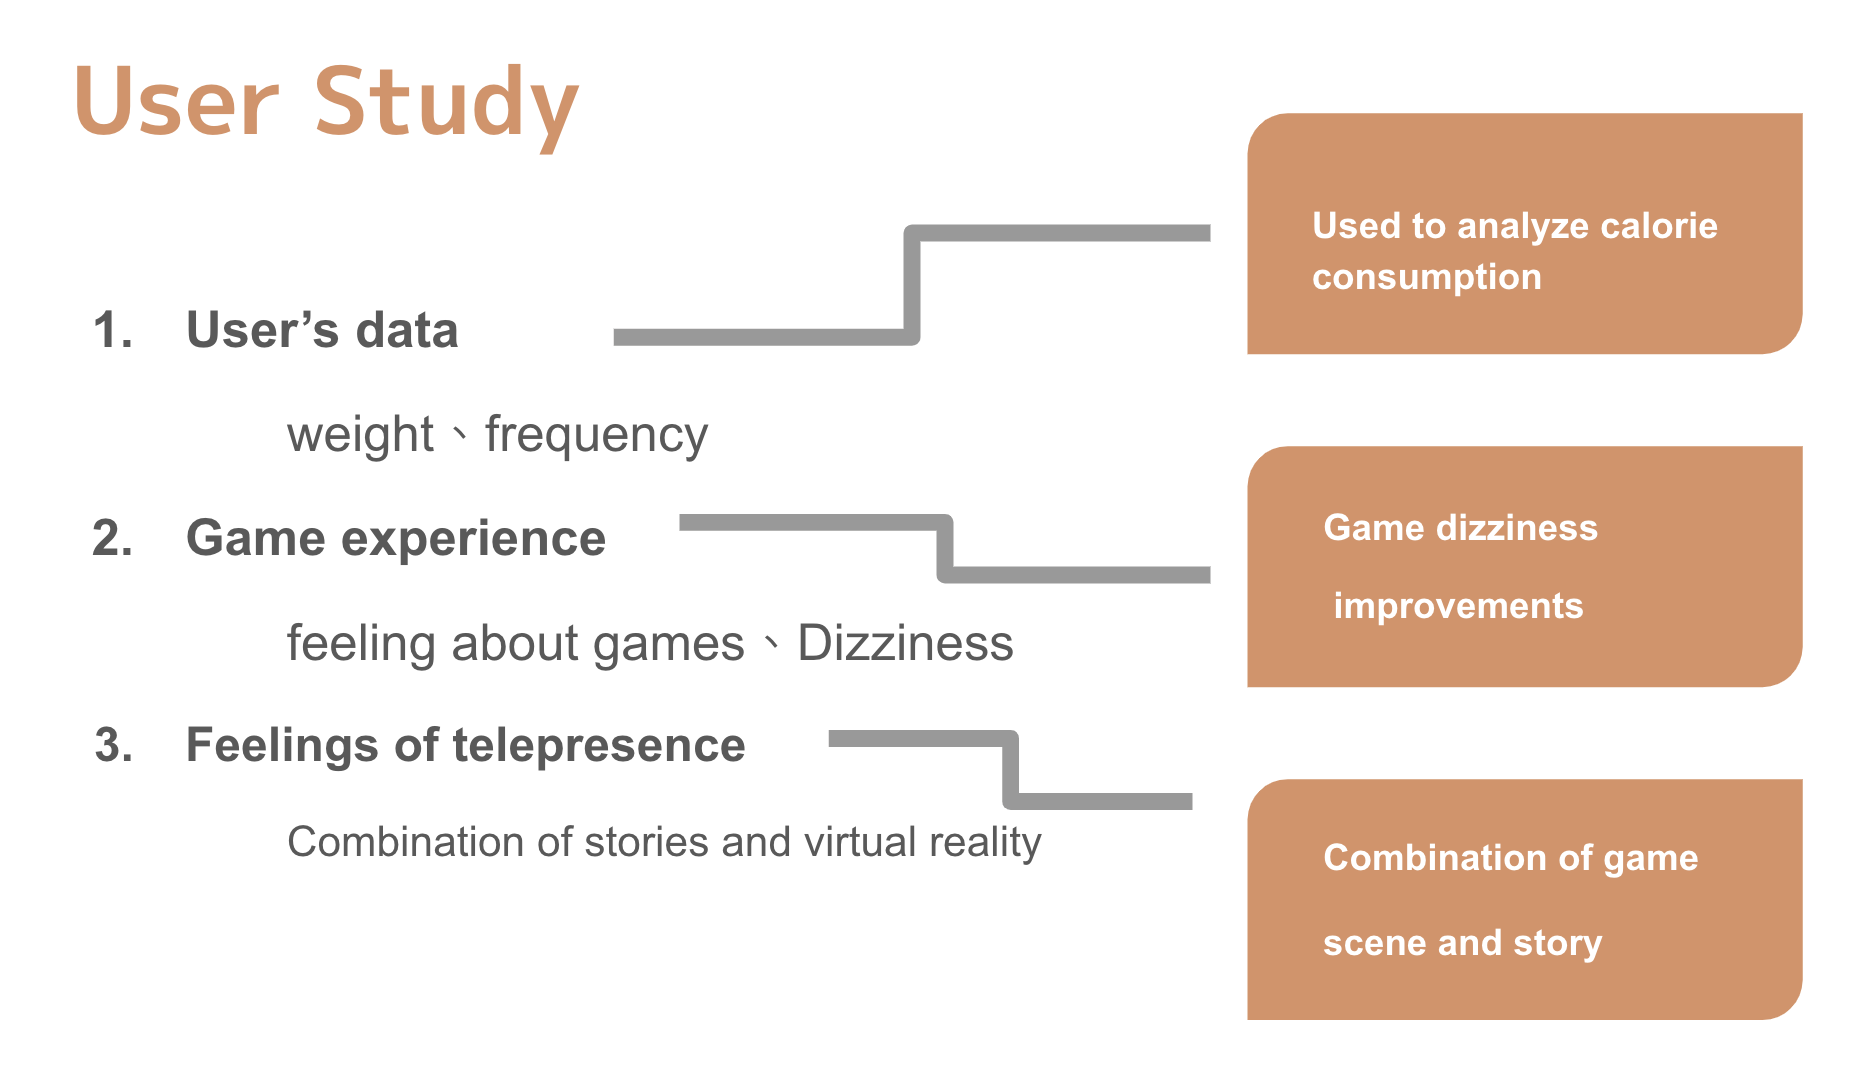 User Study
1. User’s data
weight、frequency
2. Game experience
feeling about games、Dizziness
3. Feelings of telepresence
Combination of stories and virtual reality
Used to analyze calorie
consumption
Game dizziness
improvements
Combination of game
scene and story